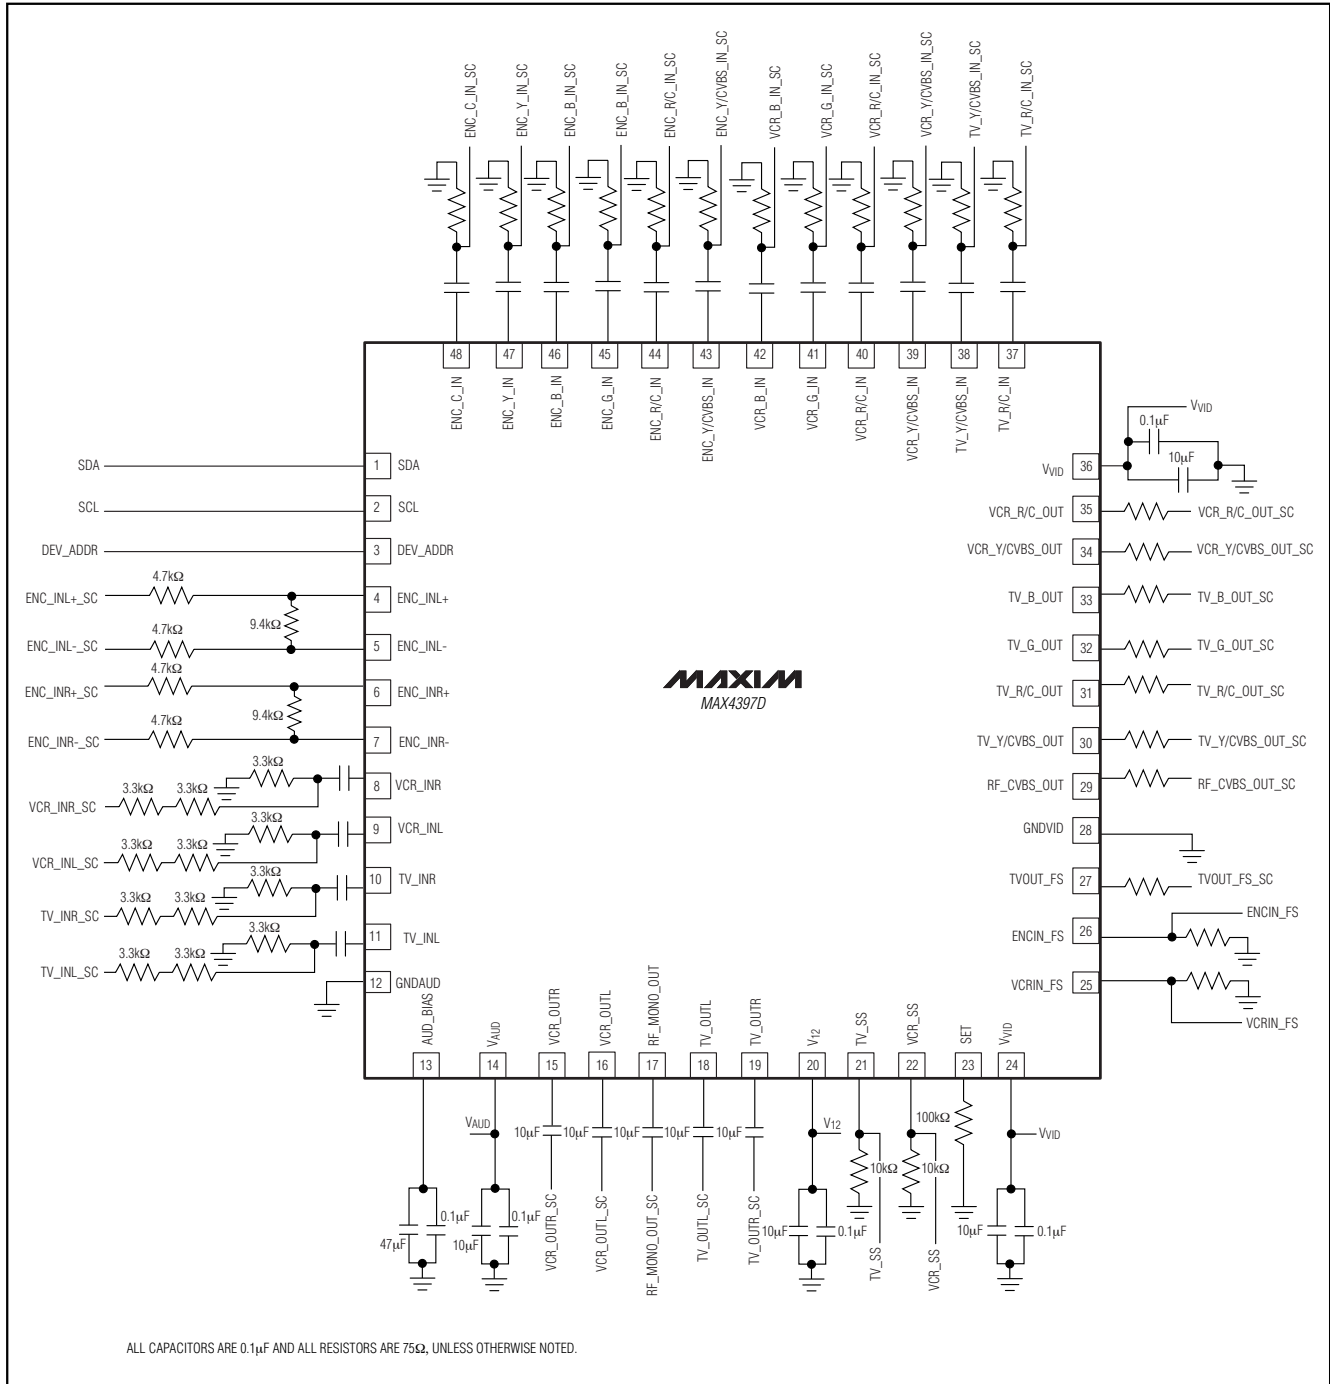 ENC_C_IN_SC
ENC_Y_IN_SC
ENC_B_IN_SC
ENC_B_IN_SC
ENC_R/C_IN_SC
ENC_Y/CVBS_IN_SC
VCR_B_IN_SC
VCR_G_IN_SC
VCR_R/C_IN_SC
VCR_Y/CVBS_IN_SC
TV_Y/CVBS_IN_SC
TV_R/C_IN_SC
48
47
46
45
44
43
42
41
40
39
38
37
ENC_C_IN
ENC_Y_IN
ENC_B_IN
ENC_G_IN
ENC_R/C_IN
ENC_Y/CVBS_IN
VCR_B_IN
VCR_G_IN
VCR_R/C_IN
VCR_Y/CVBS_IN
TV_Y/CVBS_IN
TV_R/C_IN
SDA
1 SDA
SCL
2 SCL
DEV_ADDR
3 DEV_ADDR
4.7kΩ
ENC_INL+_SC
4 ENC_INL+
9.4kΩ
4.7kΩ
ENC_INL-_SC
5 ENC_INL-
4.7kΩ
ENC_INR+_SC
6 ENC_INR+
9.4kΩ
4.7kΩ
ENC_INR-_SC
7 ENC_INR-
3.3kΩ
8 VCR_INR
3.3kΩ 3.3kΩ
VCR_INR_SC
3.3kΩ
9 VCR_INL
3.3kΩ 3.3kΩ
VCR_INL_SC
3.3kΩ
10 TV_INR
3.3kΩ 3.3kΩ
TV_INR_SC
3.3kΩ
11 TV_INL
3.3kΩ 3.3kΩ
TV_INL_SC
12 GNDAUD
MAXIM
MAX4397D
VVID
0.1µF
10µF
VVID 36
VCR_R/C_OUT 35 VCR_R/C_OUT_SC
VCR_Y/CVBS_OUT 34 VCR_Y/CVBS_OUT_SC
TV_B_OUT 33 TV_B_OUT_SC
TV_G_OUT 32 TV_G_OUT_SC
TV_R/C_OUT 31 TV_R/C_OUT_SC
TV_Y/CVBS_OUT 30 TV_Y/CVBS_OUT_SC
RF_CVBS_OUT 29 RF_CVBS_OUT_SC
GNDVID 28
TVOUT_FS 27 TVOUT_FS_SC
ENCIN_FS 26 ENCIN_FS
VCRIN_FS 25 VCRIN_FS
AUD_BIAS
VAUD
VCR_OUTR
VCR_OUTL
RF_MONO_OUT
TV_OUTL
TV_OUTR
V12
TV_SS
VCR_SS
SET
VVID
13
14
15
16
17
18
19
20
21
22
23
24
VAUD
10µF
10µF
10µF
10µF
10µF
V12
100kΩ
VVID
10kΩ
10kΩ
47µF
0.1µF
10µF
0.1µF
VCR_OUTR_SC
VCR_OUTL_SC
RF_MONO_OUT_SC
TV_OUTL_SC
TV_OUTR_SC
10µF
0.1µF
TV_SS
VCR_SS
10µF
0.1µF
ALL CAPACITORS ARE 0.1µF AND ALL RESISTORS ARE 75Ω, UNLESS OTHERWISE NOTED.